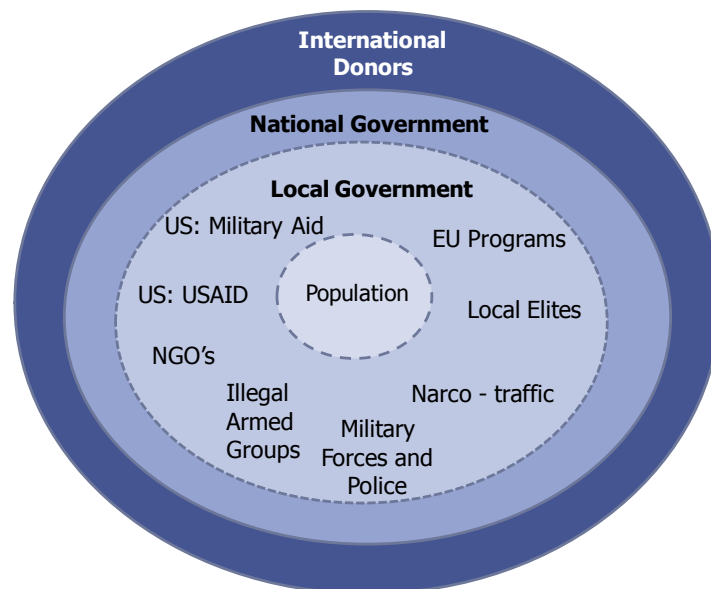 International
Donors
National Government
Local Government
US: Military Aid
EU Programs
US: USAID
Population
Local Elites
NGO's
Illegal
Armed
Groups
Narco - traffic
Military
Forces and
Police